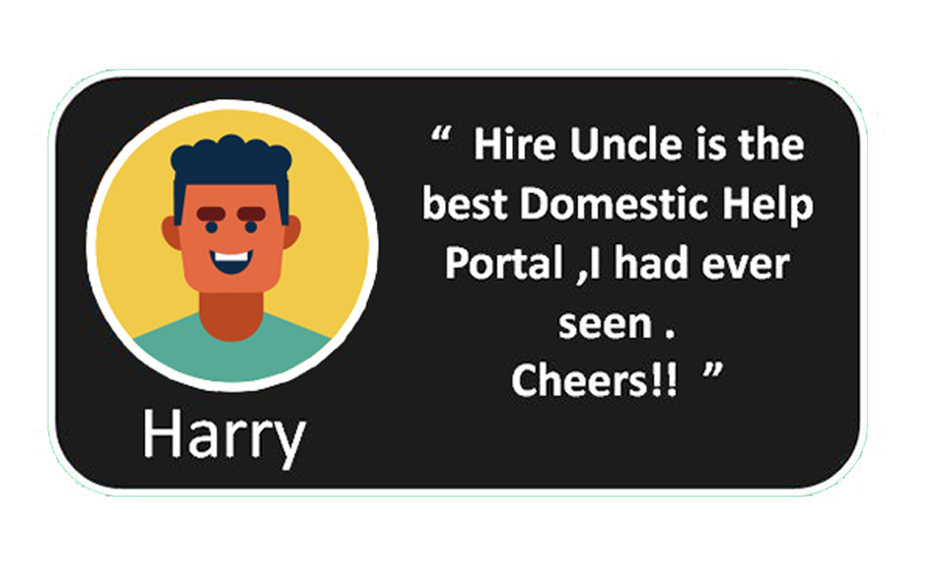 “ Hire Uncle is the
best Domestic Help
Portal ,I had ever
seen .
Cheers!! ”
Harry